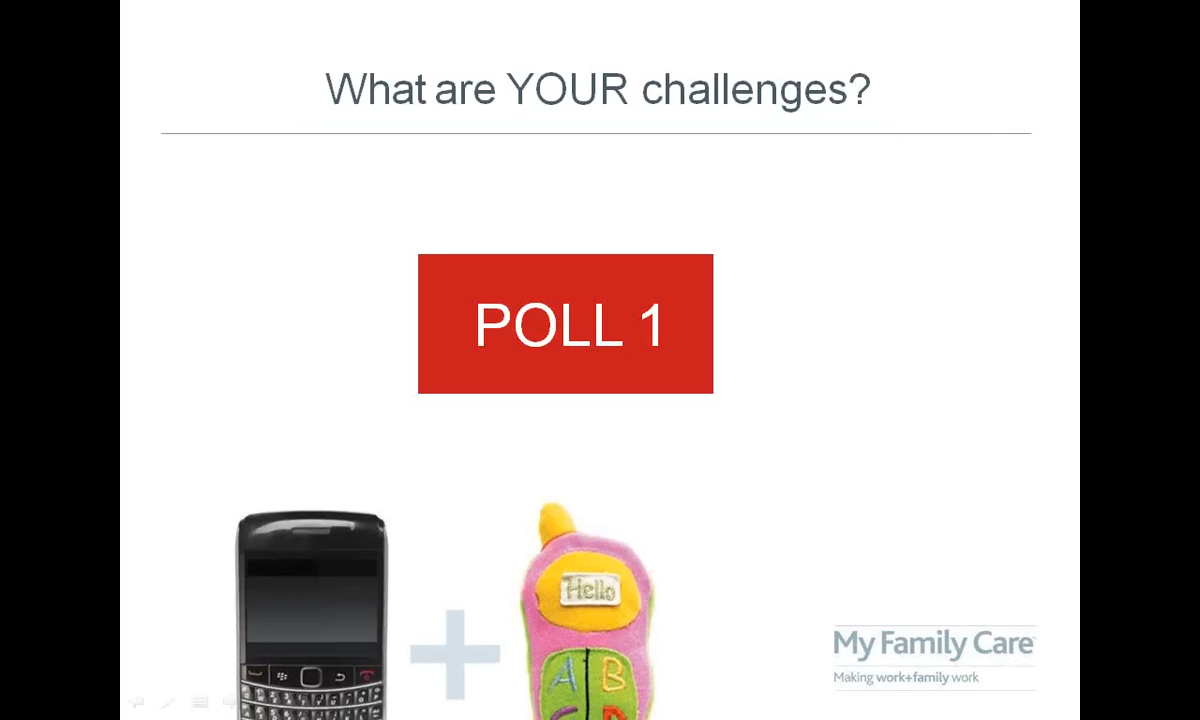 What are YOUR challenges?
POLL 1
Hello
A B
C D
My Family Care
Making work+family work